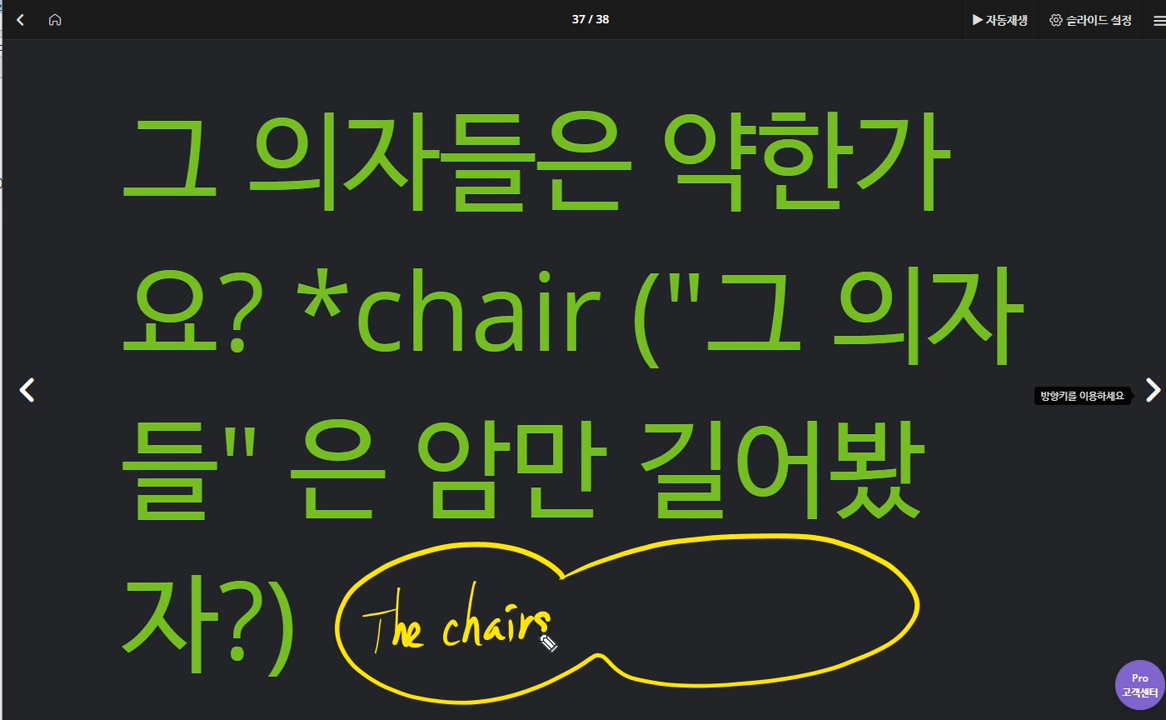 37 / 38
▶ 자동재생
슬라이드 설정
그 의자들은 약한가
요? *chair ("그 의자
방향키를 이용하세요
들" 은 암만 길어봤
자?)
The chairs
Pro
고객센터